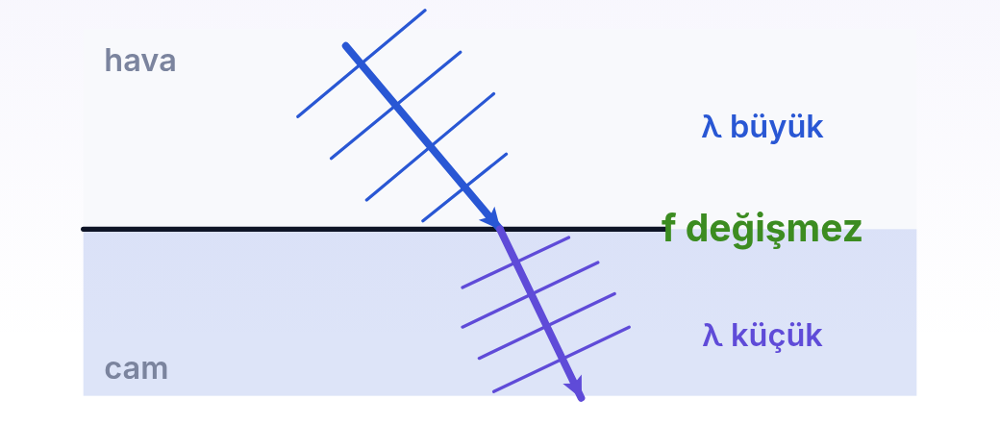 hava
λ büyük
f değişmez
λ küçük
cam